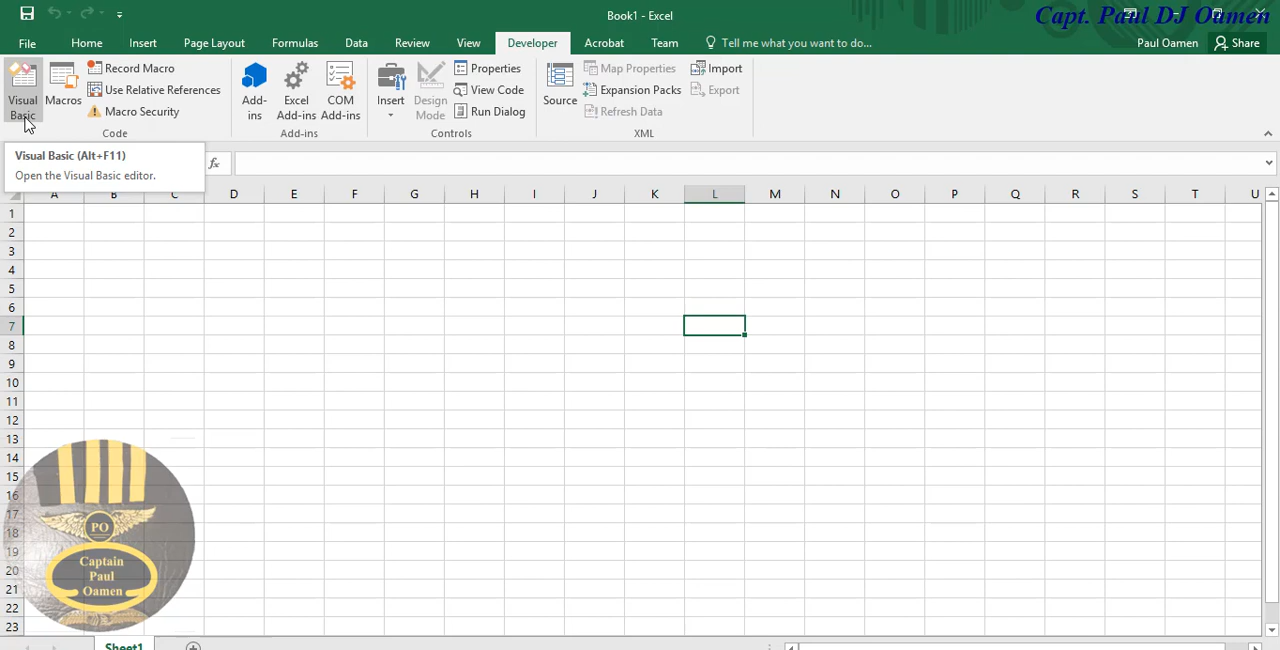 Book1 - Excel
Capt. Paul DJ Oamen
File Home Insert Page Layout Formulas Data Review View Developer Acrobat Team Tell me what you want to do... Paul Oamen Share
Visual Basic
Macros
Record Macro
Use Relative References
Macro Security
Code
Add-ins
Excel Add-ins
COM Add-ins
Add-ins
Insert
Design Mode
Properties
View Code
Run Dialog
Controls
Source
Map Properties
Expansion Packs
Refresh Data
Import
Export
XML
Visual Basic (Alt+F11)
Open the Visual Basic editor.
fx
A B C D E F G H I J K L M N O P Q R S T U
1
2
3
4
5
6
7
8
9
10
11
12
13
14
15
16
17
18
19
20
21
22
23
PO
Captain
Paul
Oamen
Sheet1